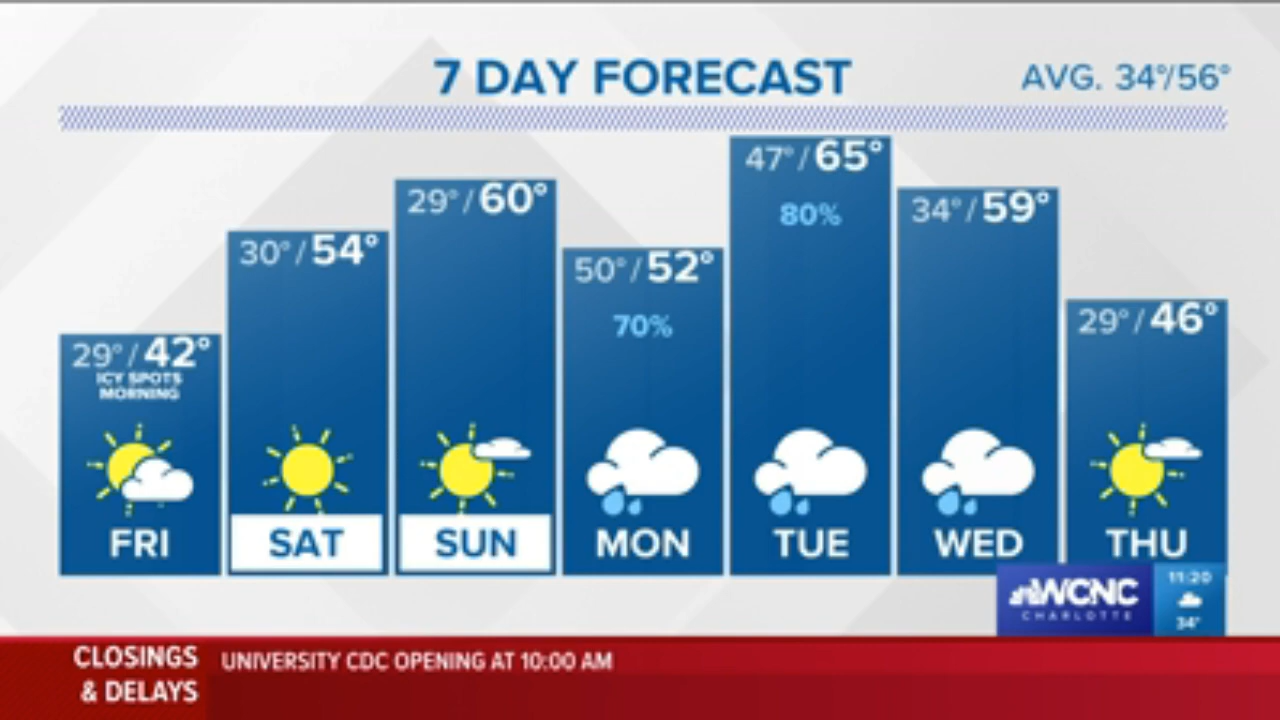 7 DAY FORECAST
AVG. 34°/56°
29°/42°
ICY SPOTS
MORNING
FRI
30°/54°
SAT
29°/60°
SUN
50°/52°
70%
MON
47°/65°
80%
TUE
34°/59°
WED
29°/46°
THU
WCNC
CHARLOTTE
11:20
34°
CLOSINGS
& DELAYS
UNIVERSITY CDC OPENING AT 10:00 AM